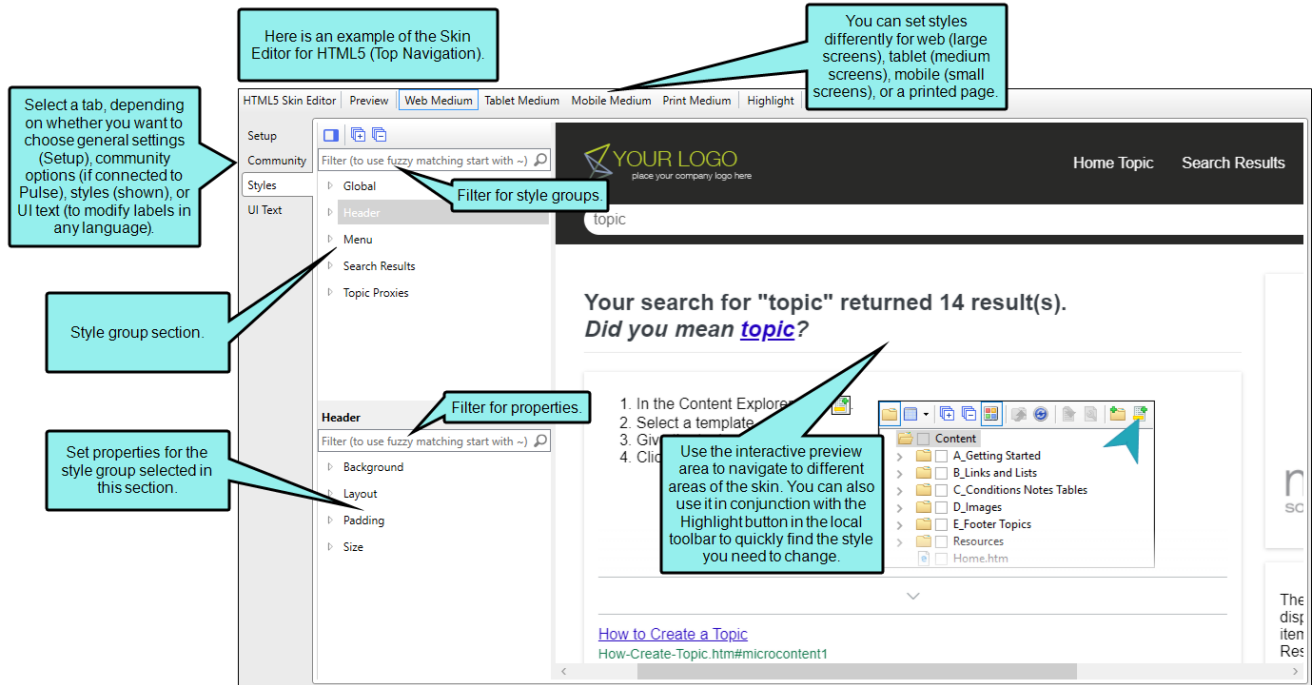 Here is an example of the Skin
Editor for HTML5 (Top Navigation).
You can set styles
differently for web (large
screens), tablet (medium
screens), mobile (small
screens), or a printed page.
Select a tab, depending
on whether you want to
choose general settings
(Setup), community
options (if connected to
Pulse), styles (shown), or
UI text (to modify labels in
any language).
HTML5 Skin Editor Preview Web Medium Tablet Medium Mobile Medium Print Medium Highlight
Setup
Community
Styles
UI Text
Filter (to use fuzzy matching start with ~)
Global
Header
Menu
Search Results
Topic Proxies
Filter for style groups.
Style group section.
Header
Filter for properties.
Filter (to use fuzzy matching start with ~)
Background
Layout
Padding
Size
Set properties for the
style group selected in
this section.
YOUR LOGO
place your company logo here
Home Topic Search Results
topic
Your search for "topic" returned 14 result(s).
Did you mean topic?
1. In the Content Explorer
2. Select a template
3.
4.
Use the interactive preview
area to navigate to different
areas of the skin. You can also
use it in conjunction with the
Highlight button in the local
toolbar to quickly find the style
you need to change.
Content
A_Getting Started
B_Links and Lists
C_Conditions Notes Tables
D_Images
E_Footer Topics
Resources
Home.htm
How to Create a Topic
How-Create-Topic.htm#microcontent1
The